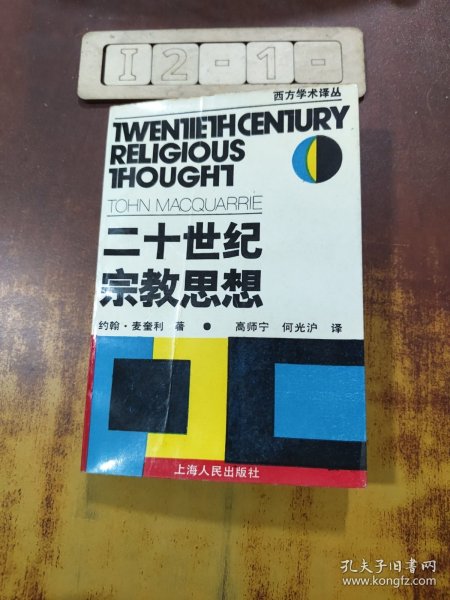 I2-1-
西方学术译丛
TWENTIETH CENTURY
RELIGIOUS
THOUGHT
TOHN MACQUARRIE
二十世纪
宗教思想
约翰·麦奎利 著 ● 高师宁 何光沪 译
上海人民出版社
孔夫子旧书网
www.kongfz.com